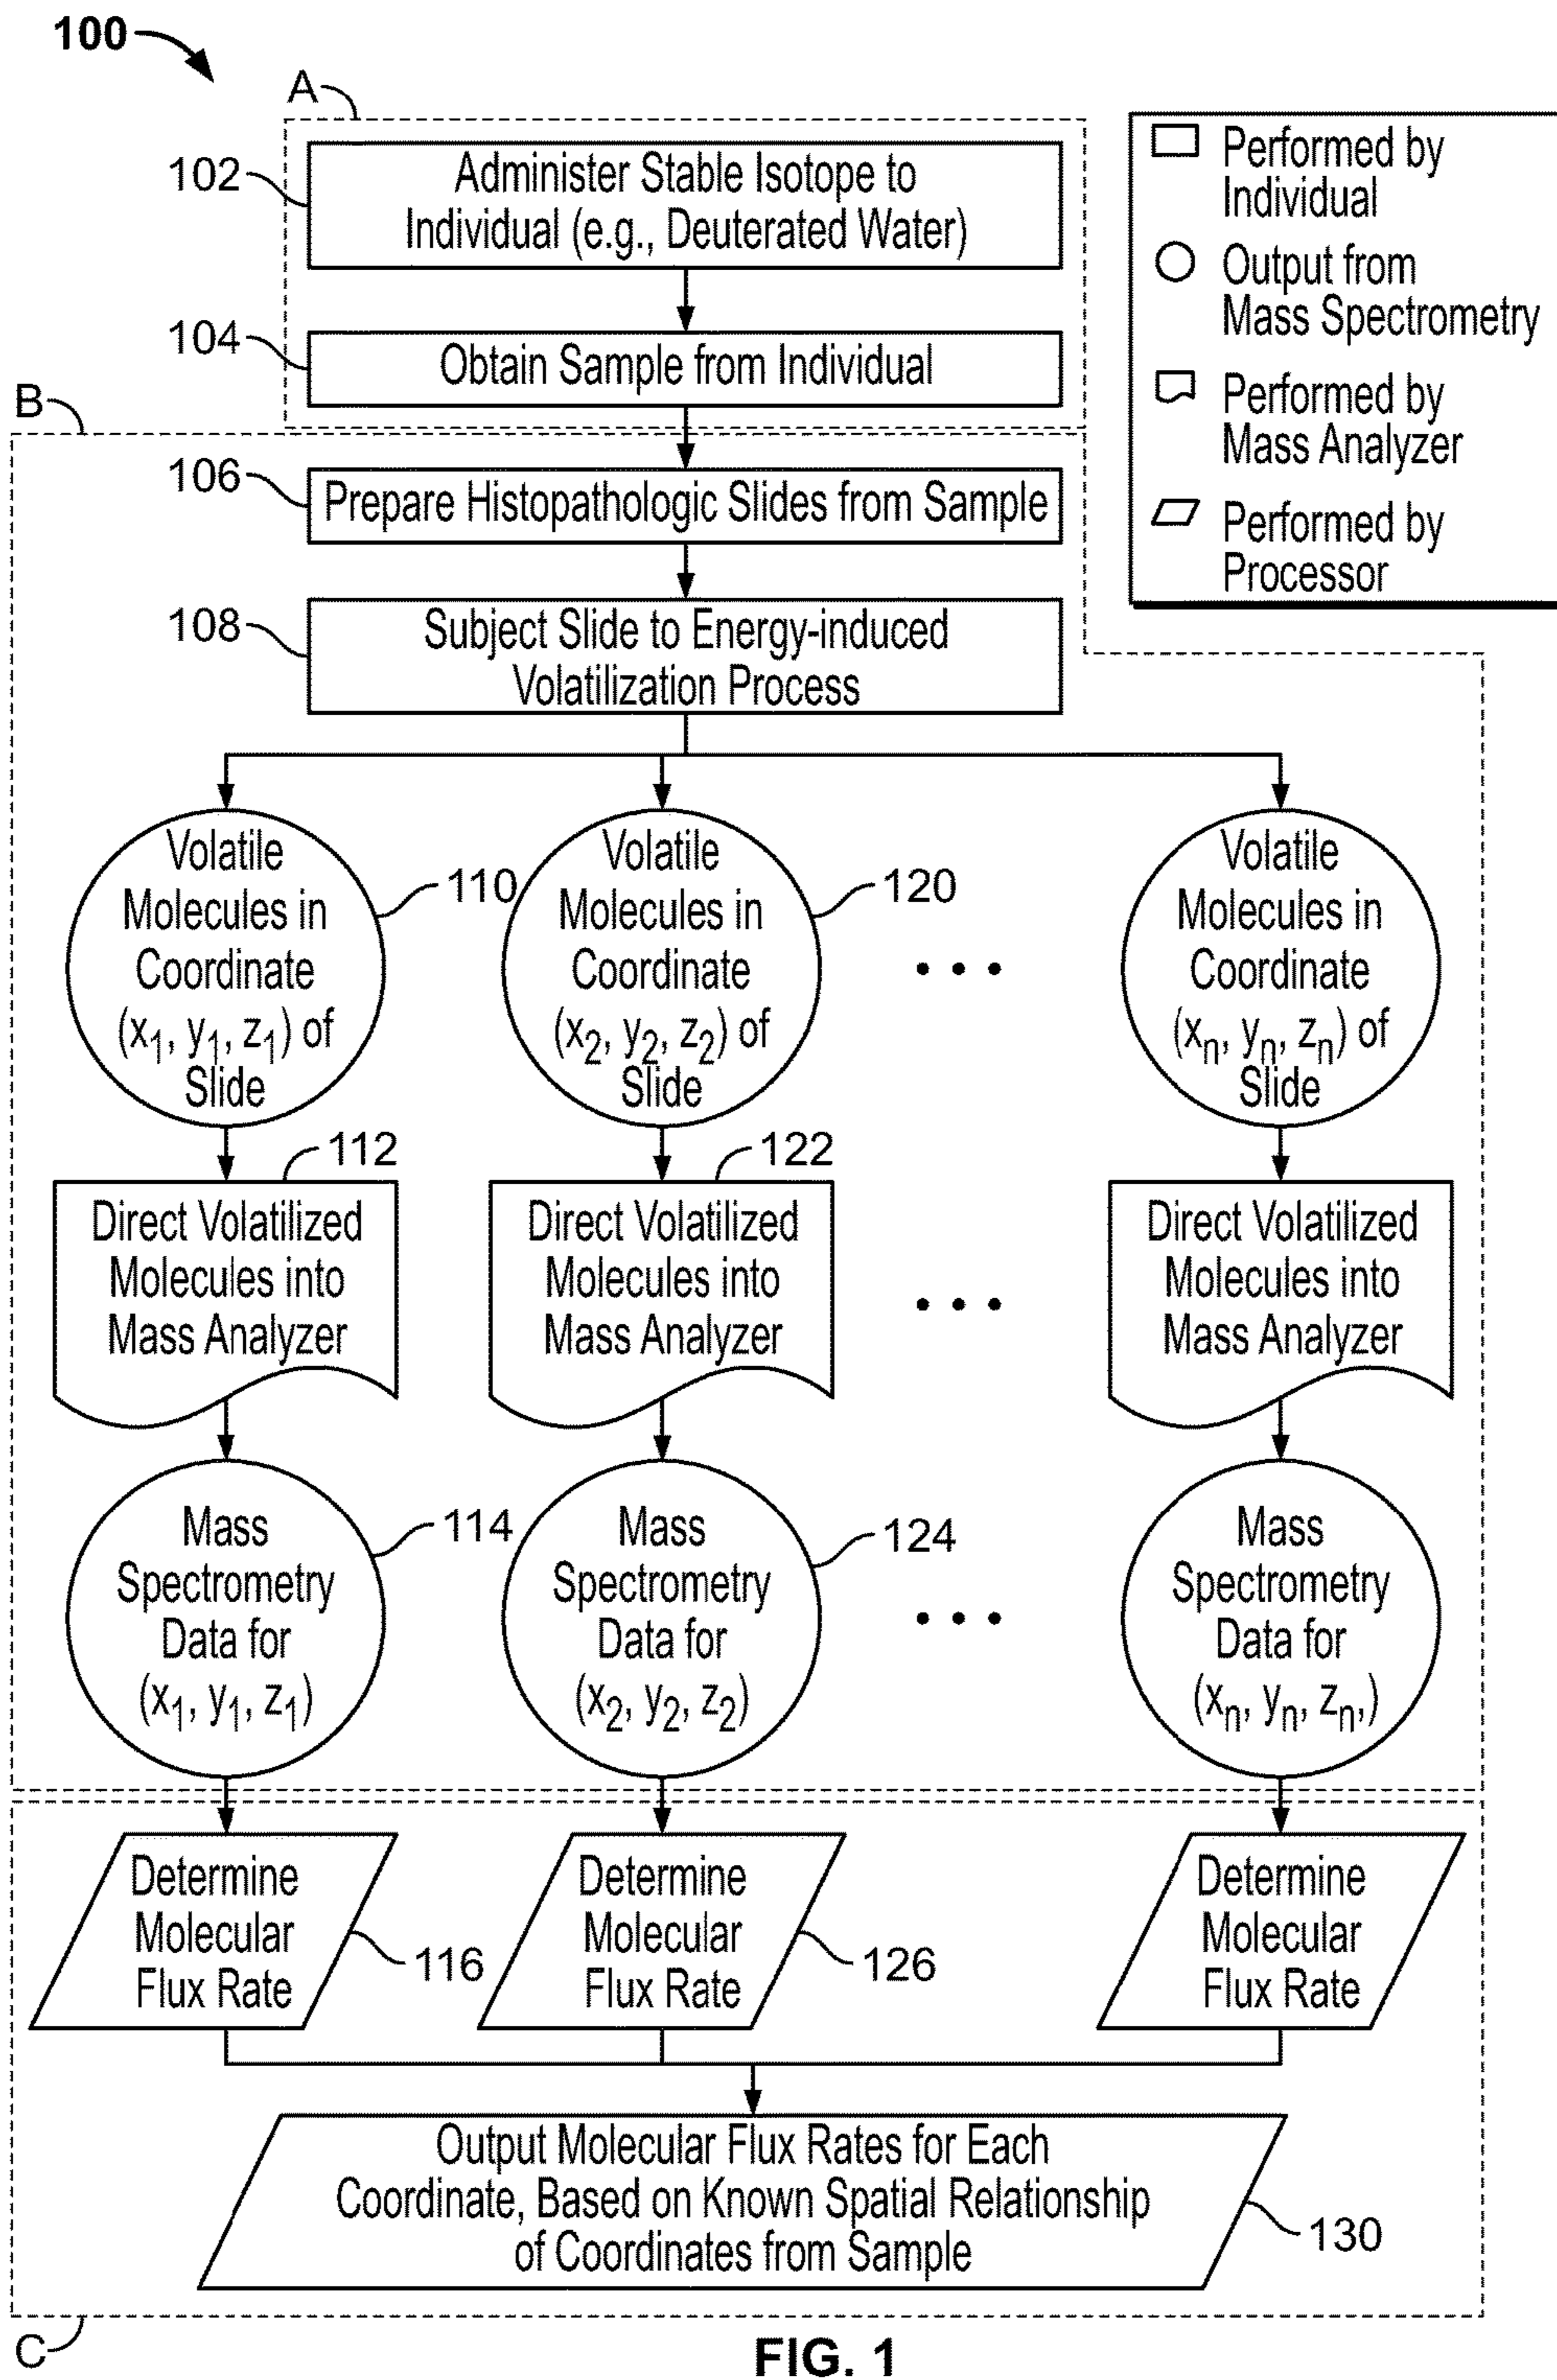 100
A
102
Administer Stable Isotope to
Individual (e.g., Deuterated Water)
104
Obtain Sample from Individual
Performed by
Individual
Output from
Mass Spectrometry
Performed by
Mass Analyzer
Performed by
Processor
B
106
Prepare Histopathologic Slides from Sample
108
Subject Slide to Energy-induced
Volatilization Process
Volatile
Molecules in
Coordinate
(x1, y1, z1) of
Slide
110
Volatile
Molecules in
Coordinate
(x2, y2, z2) of
Slide
120
• • •
Volatile
Molecules in
Coordinate
(xn, yn, zn) of
Slide
112
Direct Volatilized
Molecules into
Mass Analyzer
122
Direct Volatilized
Molecules into
Mass Analyzer
• • •
Direct Volatilized
Molecules into
Mass Analyzer
Mass
Spectrometry
Data for
(x1, y1, z1)
114
Mass
Spectrometry
Data for
(x2, y2, z2)
124
• • •
Mass
Spectrometry
Data for
(xn, yn, zn,)
Determine
Molecular
Flux Rate
116
Determine
Molecular
Flux Rate
126
Determine
Molecular
Flux Rate
Output Molecular Flux Rates for Each
Coordinate, Based on Known Spatial Relationship
of Coordinates from Sample
130
C
FIG. 1